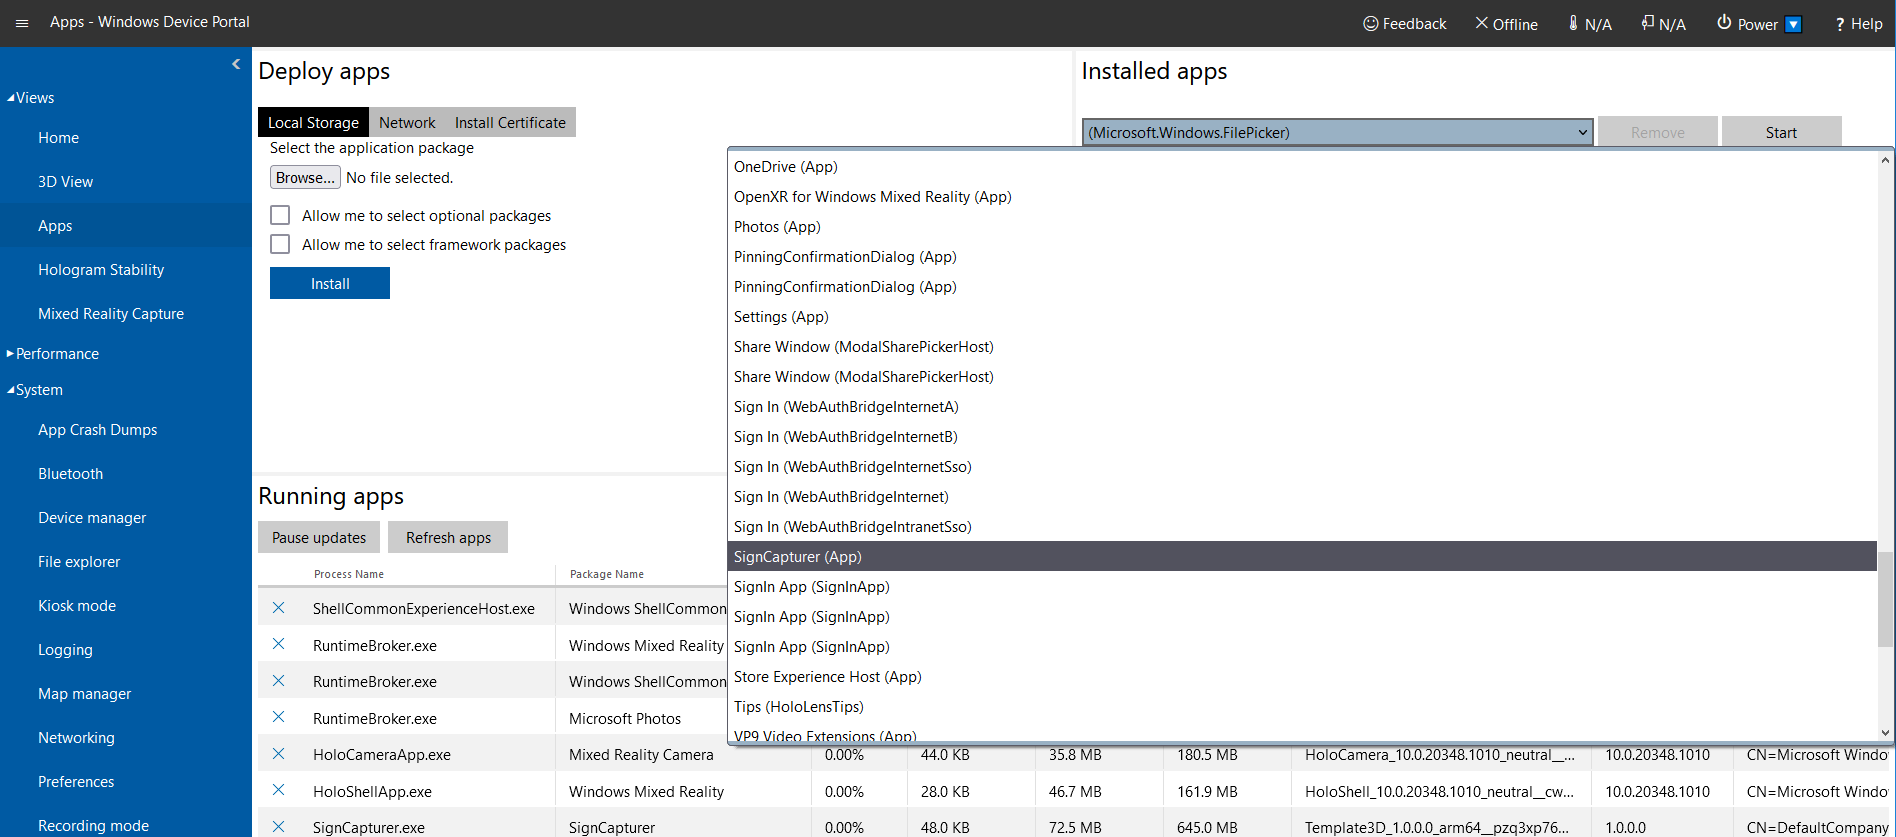 Apps - Windows Device Portal
Feedback
Offline
N/A
N/A
Power
? Help
Views
Home
3D View
Apps
Hologram Stability
Mixed Reality Capture
Performance
System
App Crash Dumps
Bluetooth
Device manager
File explorer
Kiosk mode
Logging
Map manager
Networking
Preferences
Recording mode
Deploy apps
Local Storage Network Install Certificate
Select the application package
Browse... No file selected.
Allow me to select optional packages
Allow me to select framework packages
Install
Installed apps
(Microsoft.Windows.FilePicker)
Remove
Start
OneDrive (App)
OpenXR for Windows Mixed Reality (App)
Photos (App)
PinningConfirmationDialog (App)
PinningConfirmationDialog (App)
Settings (App)
Share Window (ModalSharePickerHost)
Share Window (ModalSharePickerHost)
Sign In (WebAuthBridgeInternetA)
Sign In (WebAuthBridgeInternetB)
Sign In (WebAuthBridgeInternetSso)
Sign In (WebAuthBridgeInternet)
Sign In (WebAuthBridgeIntranetSso)
SignCapturer (App)
SignIn App (SignInApp)
SignIn App (SignInApp)
SignIn App (SignInApp)
Store Experience Host (App)
Tips (HoloLensTips)
VP9 Video Extensions (App)
Running apps
Pause updates Refresh apps
Process Name Package Name
ShellCommonExperienceHost.exe Windows ShellCommon
RuntimeBroker.exe Windows Mixed Reality
RuntimeBroker.exe Windows ShellCommon
RuntimeBroker.exe Microsoft Photos
HoloCameraApp.exe Mixed Reality Camera 0.00% 44.0 KB 35.8 MB 180.5 MB HoloCamera_10.0.20348.1010_neutral__... 10.0.20348.1010 CN=Microsoft Windo
HoloShellApp.exe Windows Mixed Reality 0.00% 28.0 KB 46.7 MB 161.9 MB HoloShell_10.0.20348.1010_neutral__cw... 10.0.20348.1010 CN=Microsoft Windo
SignCapturer.exe SignCapturer 0.00% 48.0 KB 72.5 MB 645.0 MB Template3D_1.0.0.0_arm64__pzq3xp76... 1.0.0.0 CN=DefaultCompany